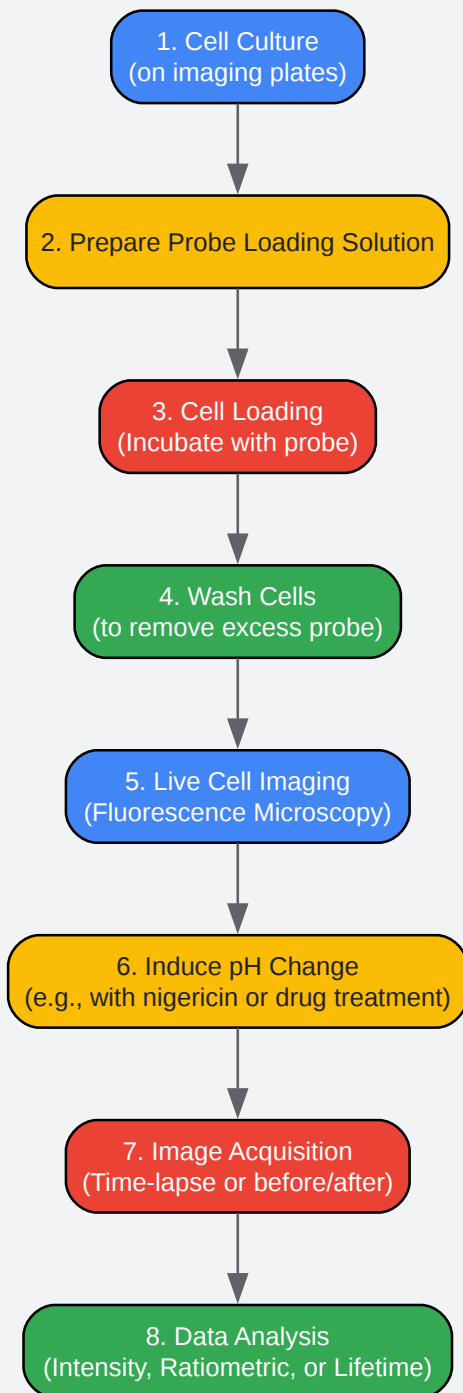 1. Cell Culture
(on imaging plates)
2. Prepare Probe Loading Solution
3. Cell Loading
(Incubate with probe)
4. Wash Cells
(to remove excess probe)
5. Live Cell Imaging
(Fluorescence Microscopy)
6. Induce pH Change
(e.g., with nigericin or drug treatment)
7. Image Acquisition
(Time-lapse or before/after)
8. Data Analysis
(Intensity, Ratiometric, or Lifetime)